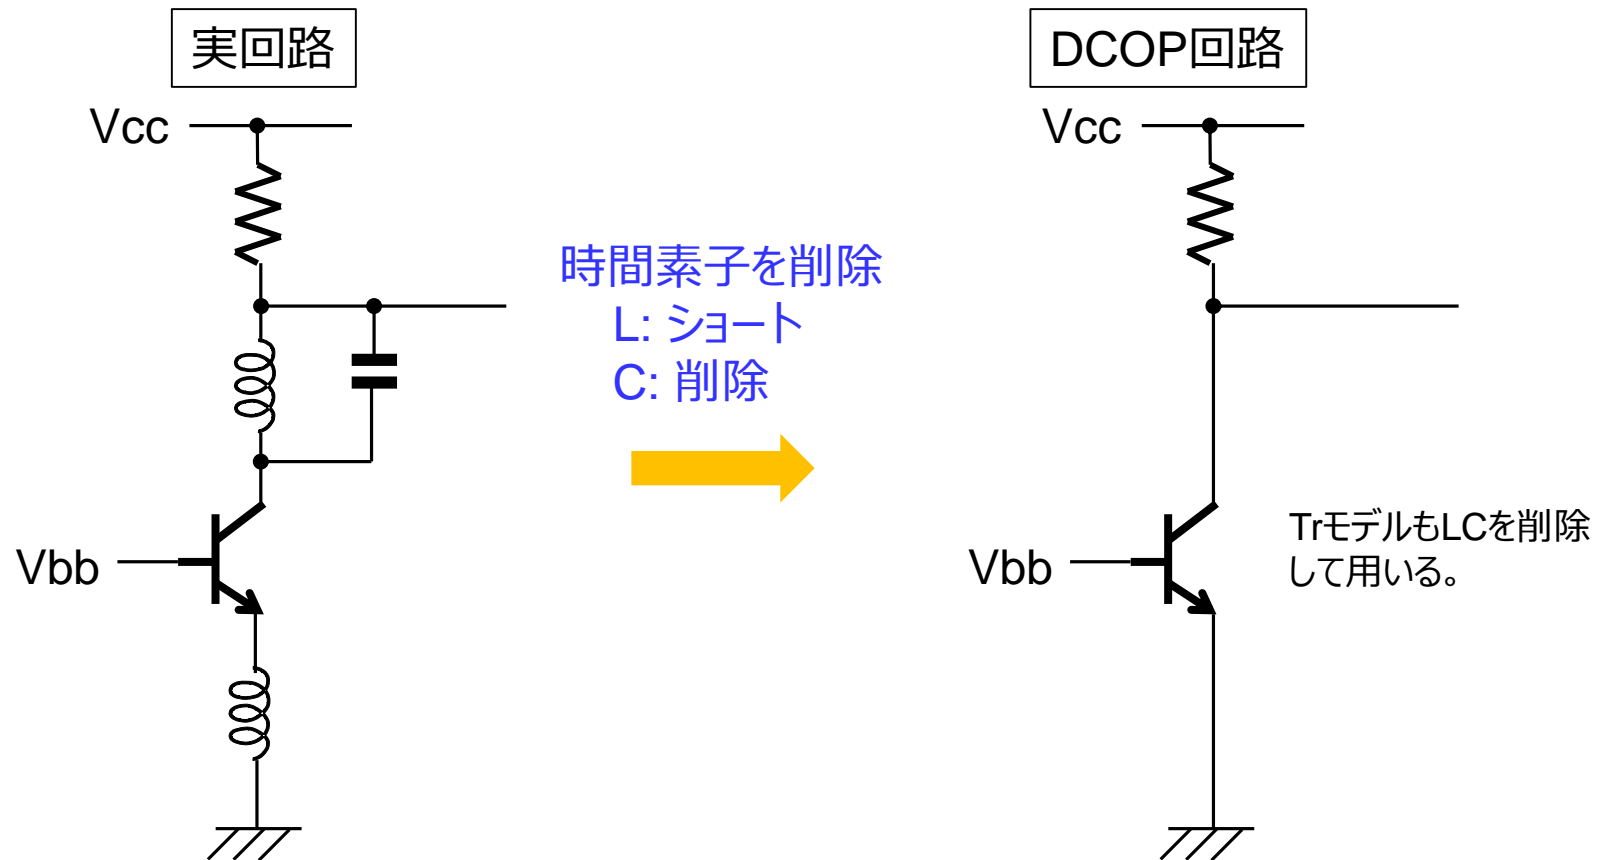 実回路
DCOP回路
Vcc
Vcc
時間素子を削除
L: ショート
C: 削除
Vbb
Vbb
TrモデルもLCを削除
して用いる。